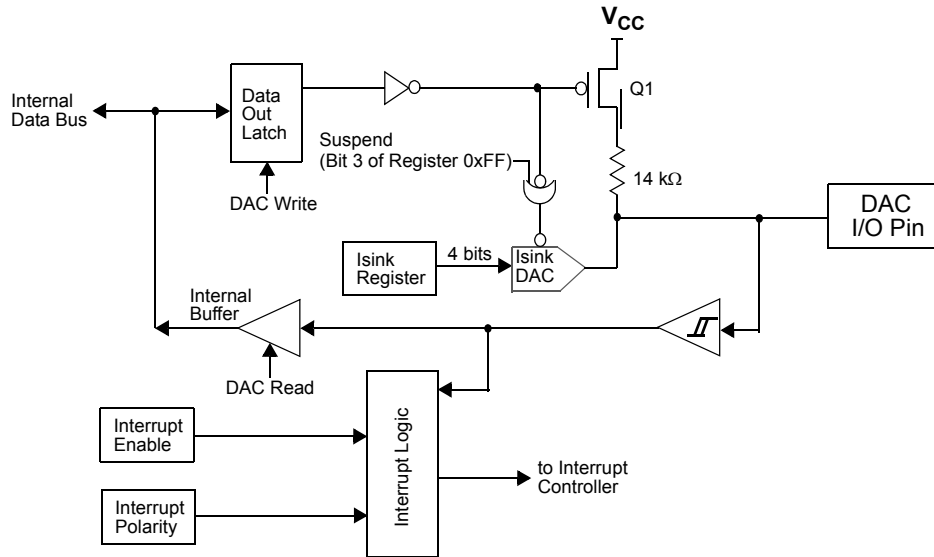 VCC
Internal
Data Bus
Data
Out
Latch
Q1
Suspend
(Bit 3 of Register 0xFF)
14 kΩ
DAC Write
DAC
I/O Pin
Isink
Register
4 bits
Isink
DAC
Internal
Buffer
DAC Read
Interrupt
Enable
Interrupt Logic
to Interrupt
Controller
Interrupt
Polarity